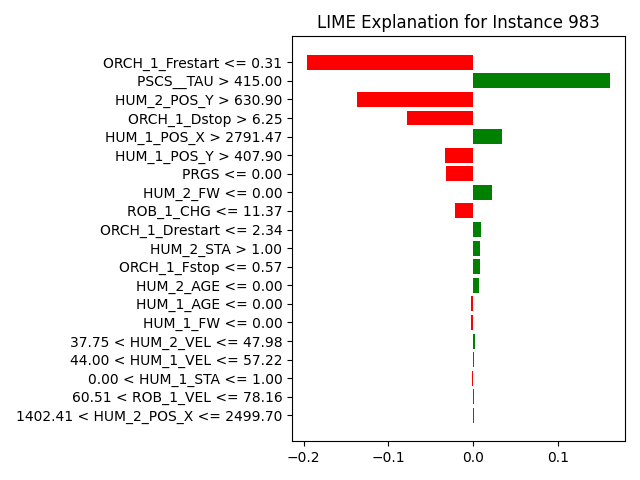 LIME Explanation for Instance 983
ORCH_1_Frestart <= 0.31
PSCS__TAU > 415.00
HUM_2_POS_Y > 630.90
ORCH_1_Dstop > 6.25
HUM_1_POS_X > 2791.47
HUM_1_POS_Y > 407.90
PRGS <= 0.00
HUM_2_FW <= 0.00
ROB_1_CHG <= 11.37
ORCH_1_Drestart <= 2.34
HUM_2_STA > 1.00
ORCH_1_Fstop <= 0.57
HUM_2_AGE <= 0.00
HUM_1_AGE <= 0.00
HUM_1_FW <= 0.00
37.75 < HUM_2_VEL <= 47.98
44.00 < HUM_1_VEL <= 57.22
0.00 < HUM_1_STA <= 1.00
60.51 < ROB_1_VEL <= 78.16
1402.41 < HUM_2_POS_X <= 2499.70
−0.2 −0.1 0.0 0.1